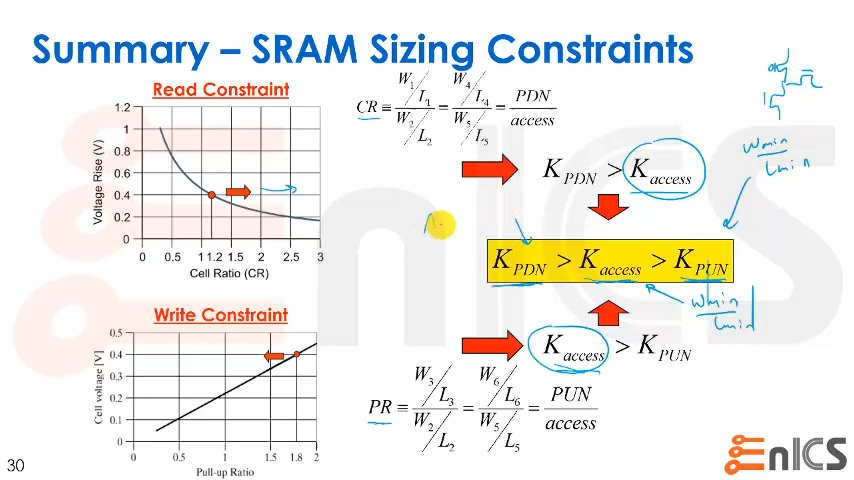 Summary – SRAM Sizing Constraints
Read Constraint
Voltage Rise (V)
1.2
1
0.8
0.6
0.4
0.2
0
0 0.5 1 1.2 1.5 2 2.5 3
Cell Ratio (CR)
CR ≡ (W1/L1)/(W2/L2) = (W4/L4)/(W5/L5) = PDN/access
K_PDN > K_access
Wmin/Lmin
K_PDN > K_access > K_PUN
Wmin/Lmin
K_access > K_PUN
Write Constraint
Cell voltage [V]
0.5
0.4
0.3
0.2
0.1
0
0 0.5 1 1.5 1.8 2
Pull-up Ratio
PR ≡ (W3/L3)/(W2/L2) = (W6/L6)/(W5/L5) = PUN/access
30
EnICS